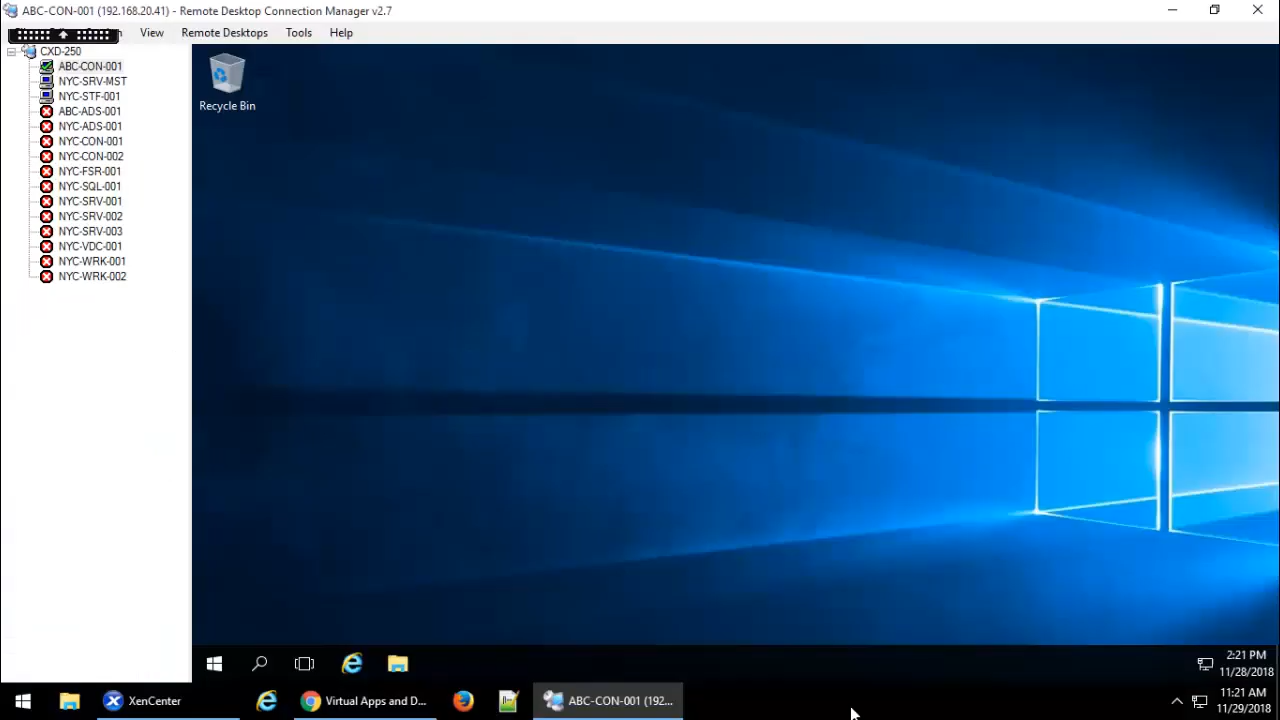 ABC-CON-001 (192.168.20.41) - Remote Desktop Connection Manager v2.7
View Remote Desktops Tools Help
CXD-250
ABC-CON-001
NYC-SRV-MST
NYC-STF-001
ABC-ADS-001
NYC-ADS-001
NYC-CON-001
NYC-CON-002
NYC-FSR-001
NYC-SQL-001
NYC-SRV-001
NYC-SRV-002
NYC-SRV-003
NYC-VDC-001
NYC-WRK-001
NYC-WRK-002
Recycle Bin
2:21 PM
11/28/2018
XenCenter
Virtual Apps and D...
ABC-CON-001 (192...
11:21 AM
11/29/2018